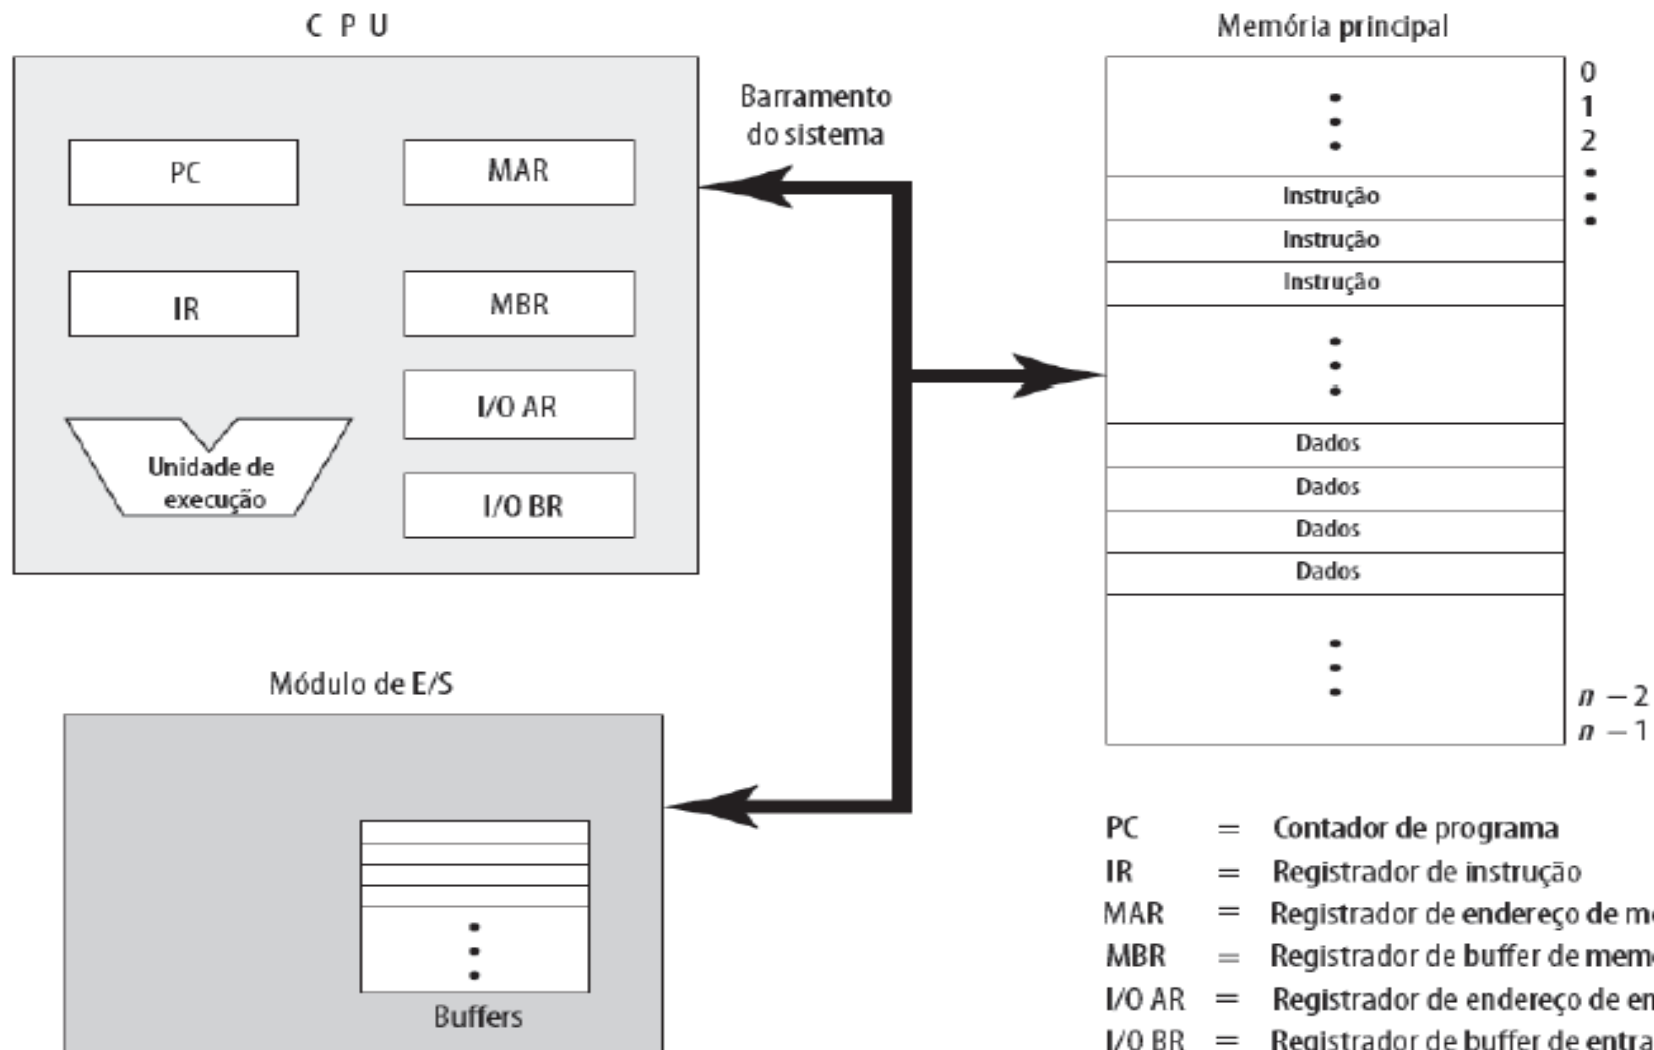 C P U
PC
MAR
IR
MBR
I/O AR
I/O BR
Unidade de
execução
Barramento
do sistema
Memória principal
0
1
2
Instrução
Instrução
Instrução
Dados
Dados
Dados
Dados
n − 2
n − 1
Módulo de E/S
Buffers
PC = Contador de programa
IR = Registrador de instrução
MAR = Registrador de endereço de
MBR = Registrador de buffer de
I/O AR = Registrador de endereço de
I/O BR = Registrador de buffer de